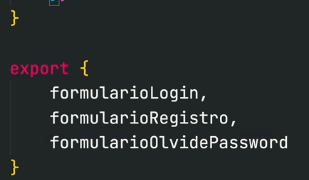 }
export {
formularioLogin,
formularioRegistro,
formularioOlvidePassword
}